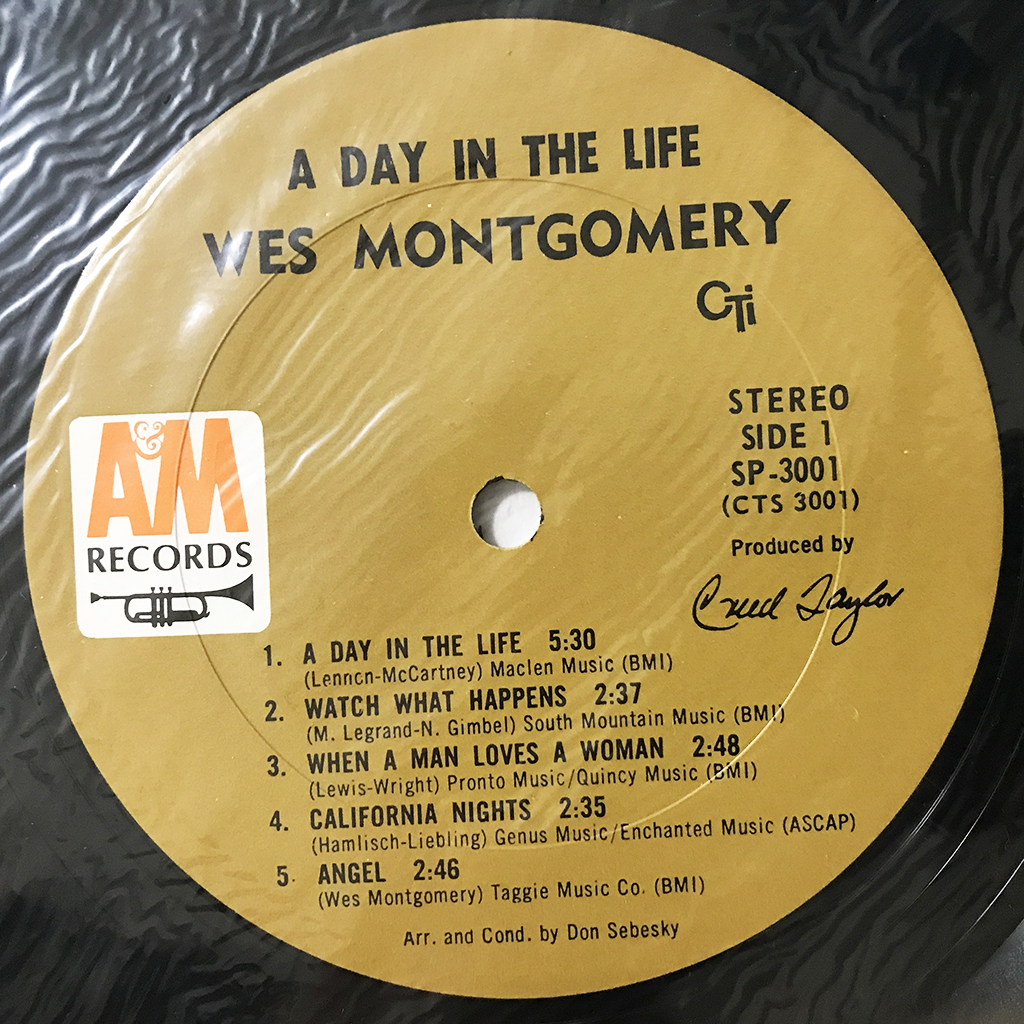 A DAY IN THE LIFE
WES MONTGOMERY
CTi
STEREO
SIDE 1
SP-3001
(CTS 3001)
Produced by
Creed Taylor
A&M
RECORDS
1. A DAY IN THE LIFE 5:30
(Lennon-McCartney) Maclen Music (BMI)
2. WATCH WHAT HAPPENS 2:37
(M. Legrand-N. Gimbel) South Mountain Music (BMI)
3. WHEN A MAN LOVES A WOMAN 2:48
(Lewis-Wright) Pronto Music/Quincy Music (BMI)
4. CALIFORNIA NIGHTS 2:35
(Hamlisch-Liebling) Genus Music/Enchanted Music (ASCAP)
5. ANGEL 2:46
(Wes Montgomery) Taggie Music Co. (BMI)
Arr. and Cond. by Don Sebesky